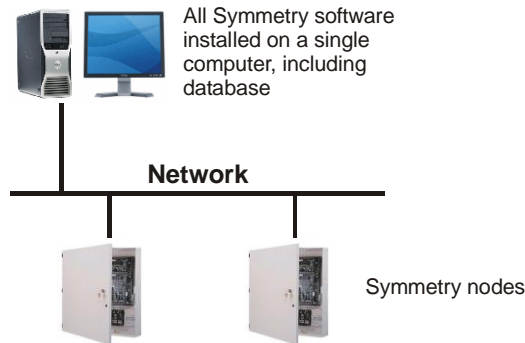 All Symmetry software
installed on a single
computer, including
database
Network
Symmetry nodes